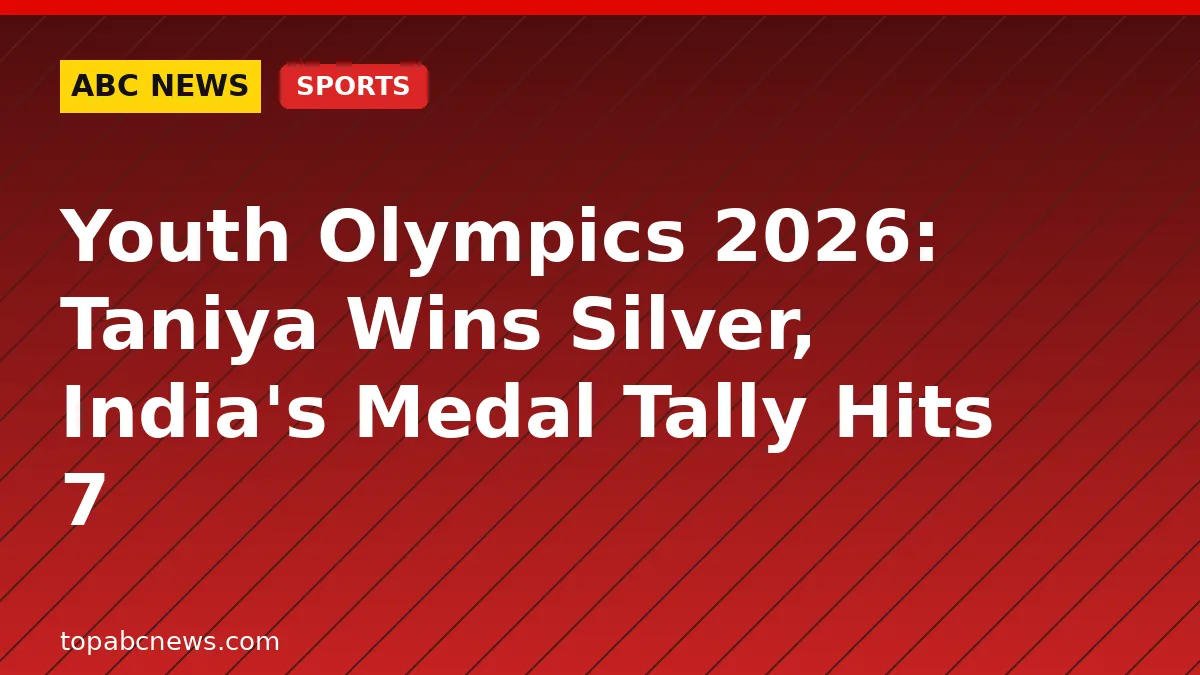 ABC NEWS
SPORTS
Youth Olympics 2026:
Taniya Wins Silver,
India's Medal Tally Hits
7
topabcnews.com